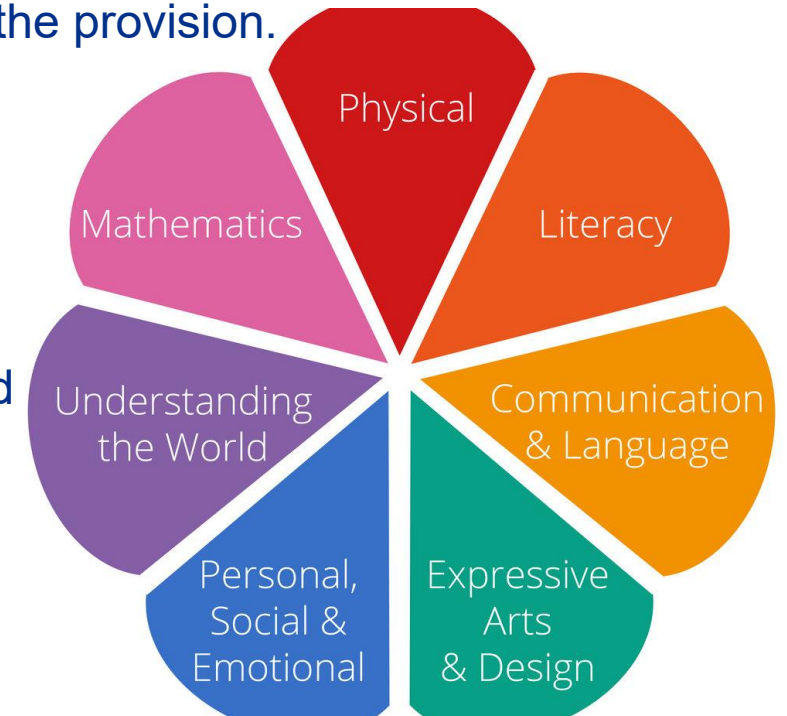 the provision.
Physical
Mathematics
Literacy
Understanding
the World
Communication
& Language
Personal,
Social &
Emotional
Expressive
Arts
& Design